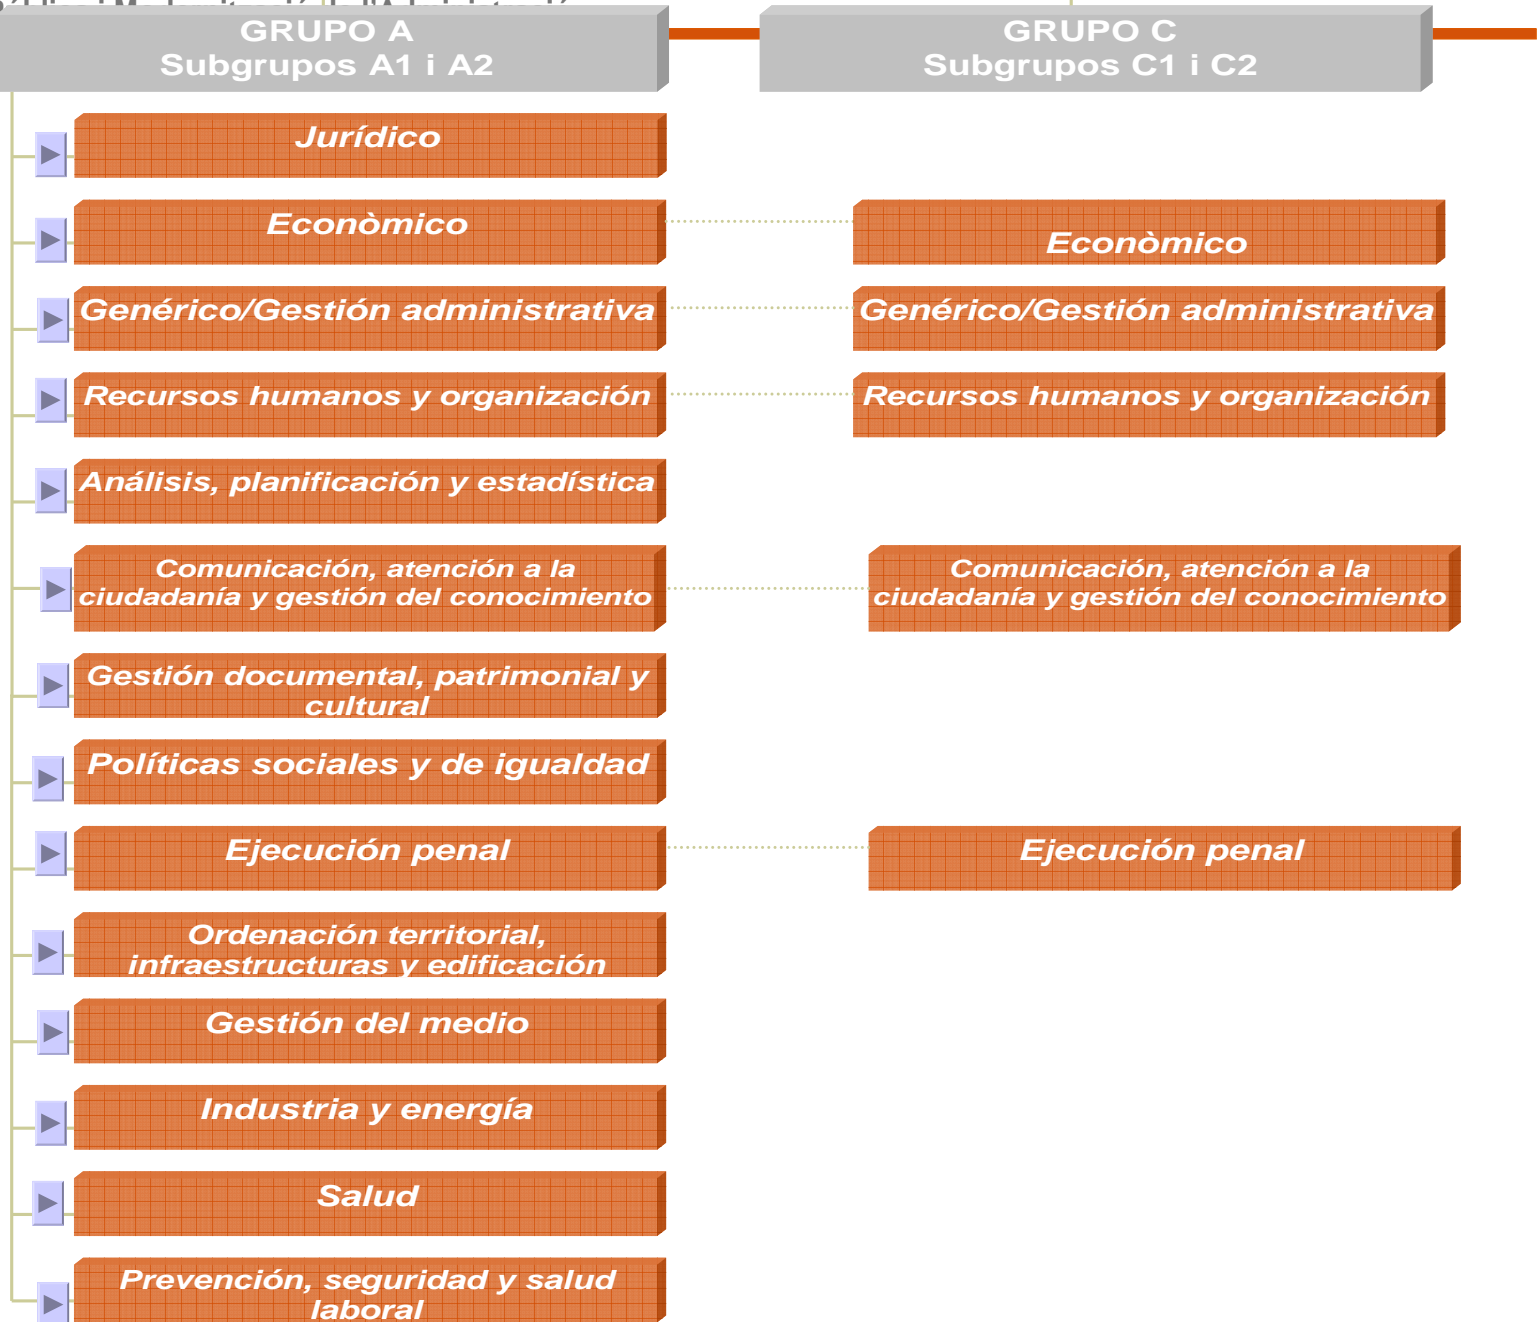 GRUPO A
Subgrupos A1 i A2
GRUPO C
Subgrupos C1 i C2
Jurídico
Econòmico
Econòmico
Genérico/Gestión administrativa
Genérico/Gestión administrativa
Recursos humanos y organización
Recursos humanos y organización
Análisis, planificación y estadística
Comunicación, atención a la
ciudadanía y gestión del conocimiento
Comunicación, atención a la
ciudadanía y gestión del conocimiento
Gestión documental, patrimonial y
cultural
Políticas sociales y de igualdad
Ejecución penal
Ejecución penal
Ordenación territorial,
infraestructuras y edificación
Gestión del medio
Industria y energía
Salud
Prevención, seguridad y salud
laboral